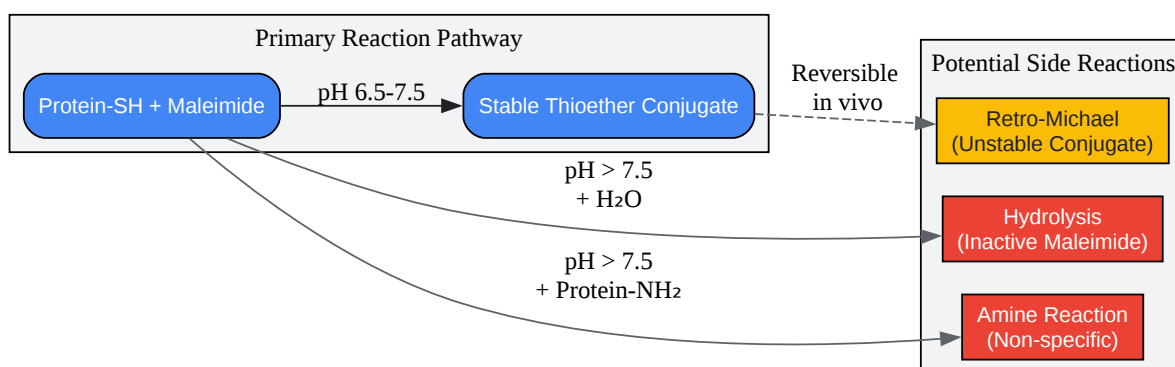 Primary Reaction Pathway
Protein-SH + Maleimide
pH 6.5-7.5
Stable Thioether Conjugate
Reversible
in vivo
Potential Side Reactions
Retro-Michael
(Unstable Conjugate)
pH > 7.5
+ H₂O
Hydrolysis
(Inactive Maleimide)
pH > 7.5
+ Protein-NH₂
Amine Reaction
(Non-specific)